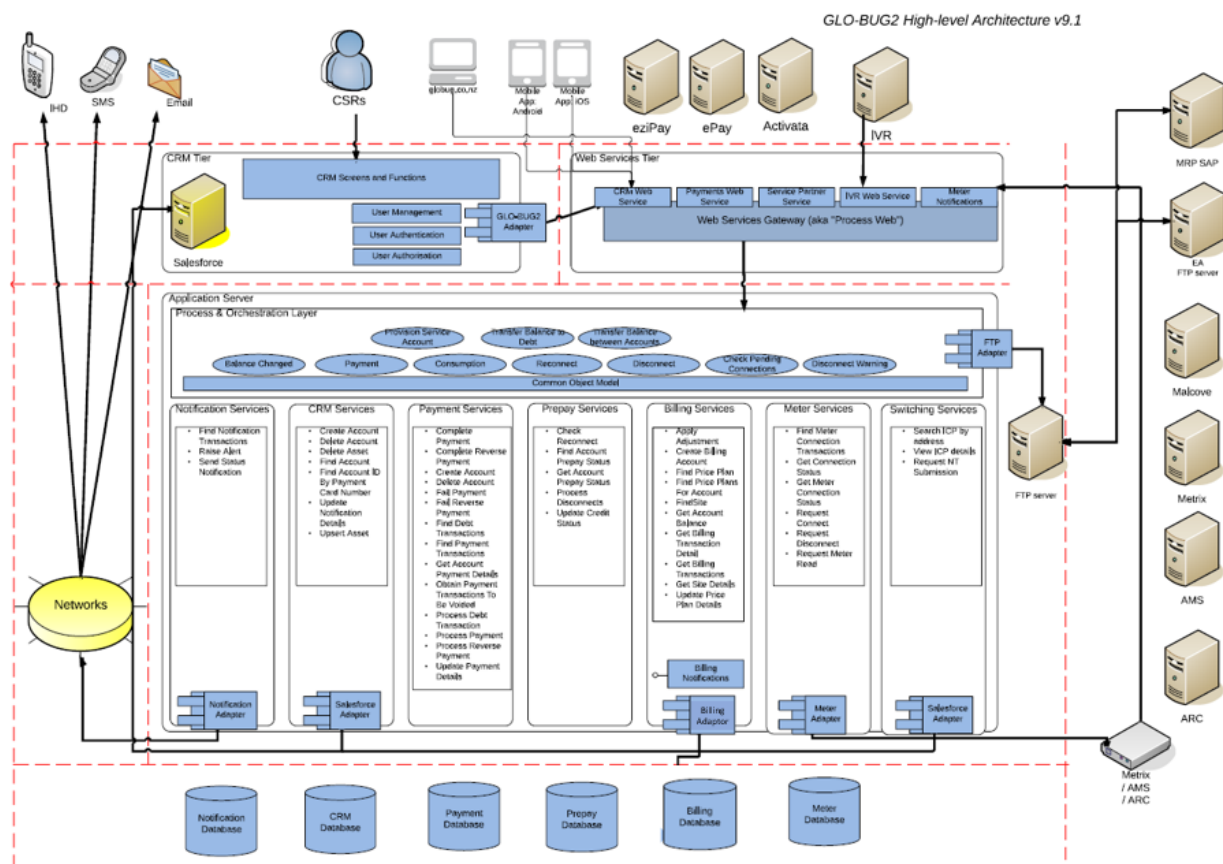 GLO-BUG2 High-level Architecture v9.1
IHD
SMS
Email
CSRs
globug.co.nz
Mobile
App:
Android
Mobile
App: iOS
eziPay
ePay
Activata
IVR
MRP SAP
EA
FTP server
Malcove
Metrix
AMS
ARC
Metrix
/ AMS
/ ARC
CRM Tier
CRM Screens and Functions
User Management
User Authentication
User Authorisation
GLO-BUG2
Adapter
Salesforce
Web Services Tier
CRM Web
Service
Payments Web
Service
Service Partner
Service
IVR Web Service
Meter
Notifications
Web Services Gateway (aka "Process Web")
Application Server
Process & Orchestration Layer
Provision Service
Account
Transfer Balance to
Debt
Transfer Balance
between Accounts
Balance Changed
Payment
Consumption
Reconnect
Disconnect
Check Pending
Connections
Disconnect Warning
Common Object Model
FTP
Adapter
FTP server
Notification Services
• Find Notification
Transactions
• Raise Alert
• Send Status
Notification
Notification
Adapter
CRM Services
• Create Account
• Delete Account
• Delete Asset
• Find Account
• Find Account ID
By Payment
Card Number
• Update
Notification
Details
• Upsert Asset
Salesforce
Adapter
Payment Services
• Complete
Payment
• Complete Reverse
Payment
• Create Account
• Delete Account
• Fail Payment
• Fail Reverse
Payment
• Find Debt
Transactions
• Find Payment
Transactions
• Get Account
Payment Details
• Obtain Payment
Transactions To
Be Voided
• Process Debt
Transaction
• Process Payment
• Process Reverse
Payment
• Update Payment
Details
Prepay Services
• Check
Reconnect
• Find Account
Prepay Status
• Get Account
Prepay Status
• Process
Disconnects
• Update Credit
Status
Billing Services
• Apply
Adjustment
• Create Billing
Account
• Find Price Plan
• Find Price Plans
For Account
• FindSite
• Get Account
Balance
• Get Billing
Transaction
Detail
• Get Billing
Transactions
• Get Site Details
• Update Price
Plan Details
Billing
Notifications
Billing
Adaptor
Meter Services
• Find Meter
Connection
Transactions
• Get Connection
Status
• Get Meter
Connection
Status
• Request
Connect
• Request
Disconnect
• Request Meter
Read
Meter
Adapter
Switching Services
• Search ICP by
address
• View ICP details
• Request NT
Submission
Salesforce
Adapter
Networks
Notification
Database
CRM
Database
Payment
Database
Prepay
Database
Billing
Database
Meter
Database